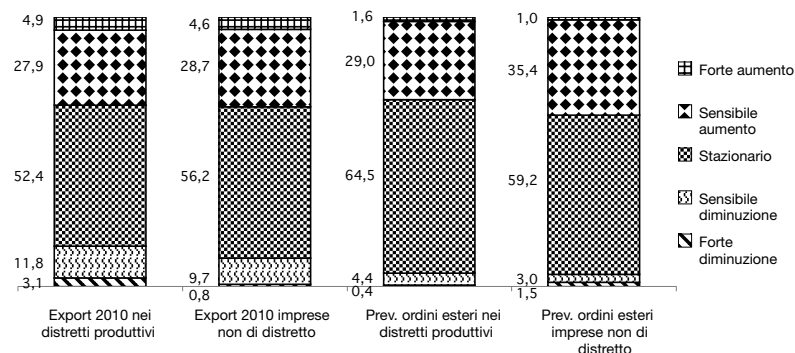 4,9
27,9
52,4
11,8
3,1
4,6
28,7
56,2
9,7
0,8
1,6
29,0
64,5
4,4
0,4
1,0
35,4
59,2
3,0
1,5
Forte aumento
Sensibile
aumento
Stazionario
Sensibile
diminuzione
Forte
diminuzione
Export 2010 nei
distretti produttivi
Export 2010 imprese
non di distretto
Prev. ordini esteri nei
distretti produttivi
Prev. ordini esteri
imprese non di
distretto